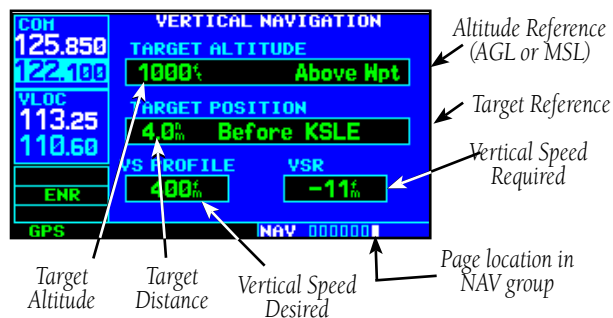 COM
125.850
122.100
VLOC
113.25
110.60
ENR
GPS
VERTICAL NAVIGATION
TARGET ALTITUDE
1000ft Above Wpt
TARGET POSITION
4.0nm Before KSLE
VS PROFILE VSR
400fm -11fm
NAV
Altitude Reference
(AGL or MSL)
Target Reference
Vertical Speed
Required
Page location in
NAV group
Target
Altitude
Target
Distance
Vertical Speed
Desired